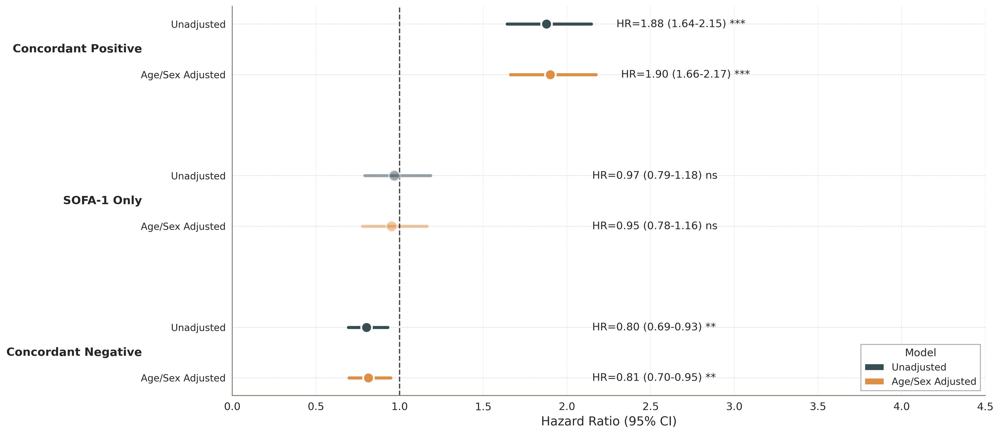 Unadjusted
HR=1.88 (1.64-2.15) ***
Concordant Positive
Age/Sex Adjusted
HR=1.90 (1.66-2.17) ***
Unadjusted
HR=0.97 (0.79-1.18) ns
SOFA-1 Only
Age/Sex Adjusted
HR=0.95 (0.78-1.16) ns
Unadjusted
HR=0.80 (0.69-0.93) **
Concordant Negative
Age/Sex Adjusted
HR=0.81 (0.70-0.95) **
Model
Unadjusted
Age/Sex Adjusted
0.0 0.5 1.0 1.5 2.0 2.5 3.0 3.5 4.0 4.5
Hazard Ratio (95% CI)